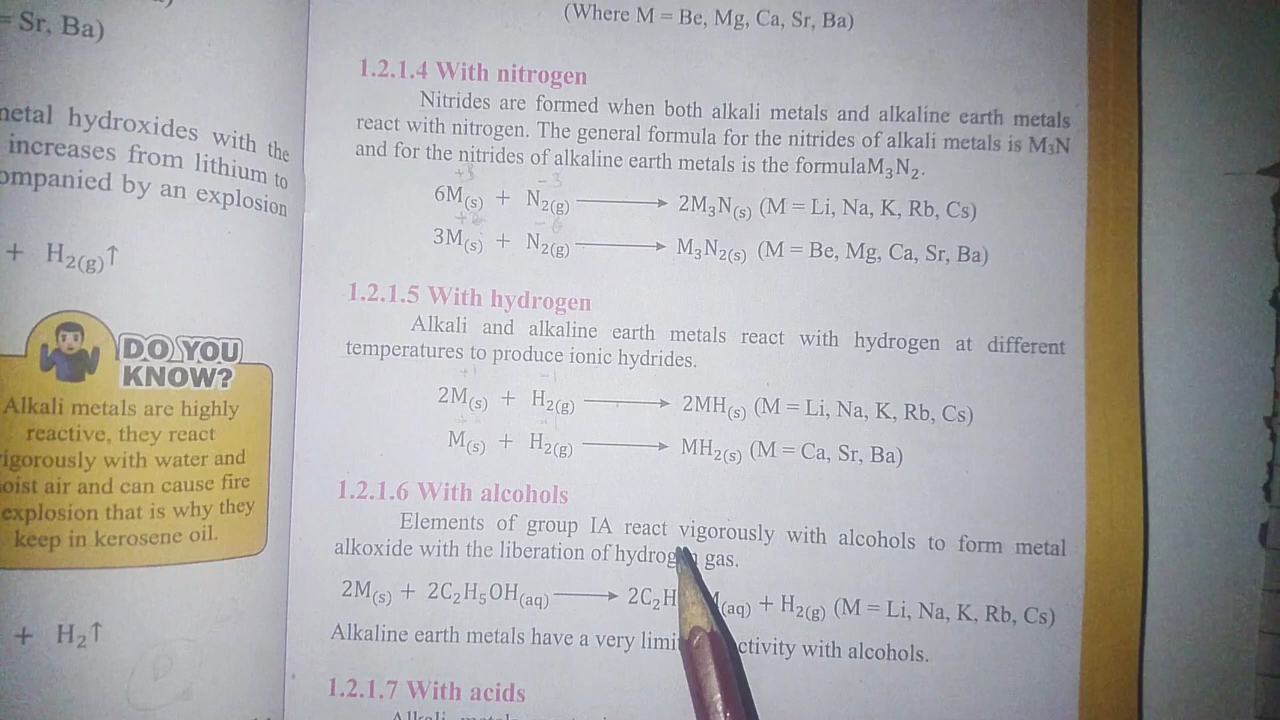 = Sr, Ba)
metal hydroxides with the
increases from lithium to
ompanied by an explosion
+ H₂(g)↑
DO YOU
KNOW?
Alkali metals are highly
reactive, they react
vigorously with water and
moist air and can cause fire
explosion that is why they
keep in kerosene oil.
+ H₂↑
(Where M = Be, Mg, Ca, Sr, Ba)
1.2.1.4 With nitrogen
Nitrides are formed when both alkali metals and alkaline earth metals
react with nitrogen. The general formula for the nitrides of alkali metals is M₃N
and for the nitrides of alkaline earth metals is the formulaM₃N₂.
6M(s) + N₂(g) ⟶ 2M₃N(s) (M = Li, Na, K, Rb, Cs)
3M(s) + N₂(g) ⟶ M₃N₂(s) (M = Be, Mg, Ca, Sr, Ba)
1.2.1.5 With hydrogen
Alkali and alkaline earth metals react with hydrogen at different
temperatures to produce ionic hydrides.
2M(s) + H₂(g) ⟶ 2MH(s) (M = Li, Na, K, Rb, Cs)
M(s) + H₂(g) ⟶ MH₂(s) (M = Ca, Sr, Ba)
1.2.1.6 With alcohols
Elements of group IA react vigorously with alcohols to form metal
alkoxide with the liberation of hydrogen gas.
2M(s) + 2C₂H₅OH(aq) ⟶ 2C₂H M(aq) + H₂(g) (M = Li, Na, K, Rb, Cs)
Alkaline earth metals have a very limi ctivity with alcohols.
1.2.1.7 With acids